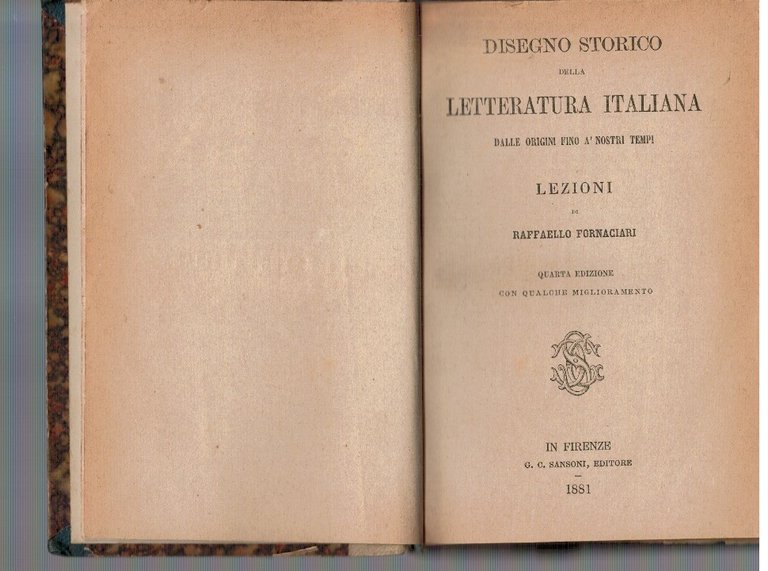 DISEGNO STORICO
DELLA
LETTERATURA ITALIANA
DALLE ORIGINI FINO A' NOSTRI TEMPI
LEZIONI
DI
RAFFAELLO FORNACIARI
QUARTA EDIZIONE
CON QUALCHE MIGLIORAMENTO
IN FIRENZE
G. C. SANSONI, EDITORE
1881